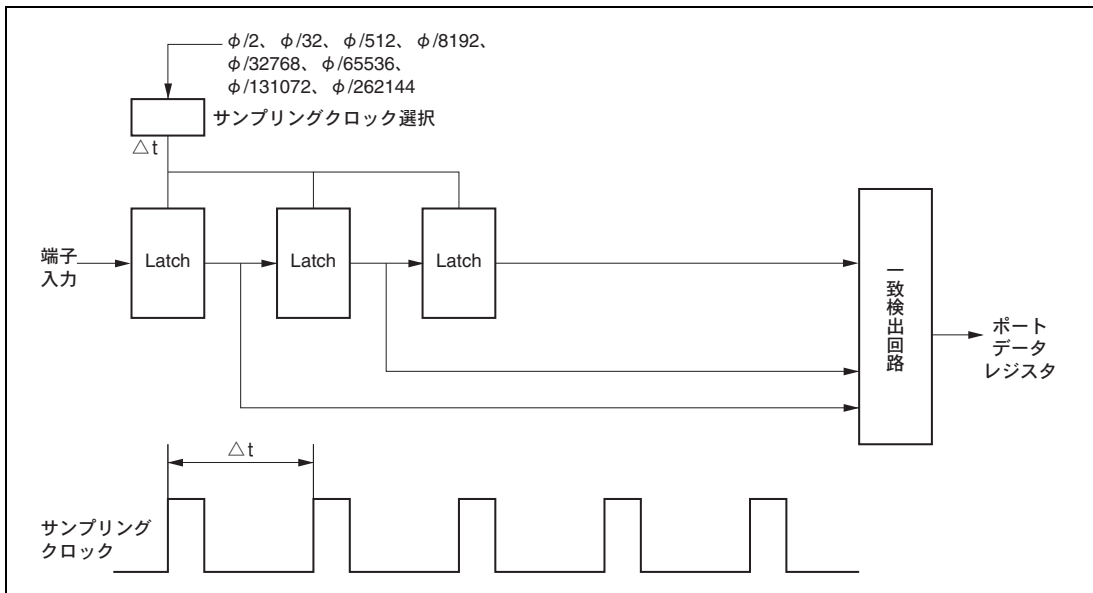 φ/2、φ/32、φ/512、φ/8192、
φ/32768、φ/65536、
φ/131072、φ/262144
サンプリングクロック選択
△t
端子
入力
Latch
Latch
Latch
一致検出回路
ポート
データ
レジスタ
△t
サンプリング
クロック